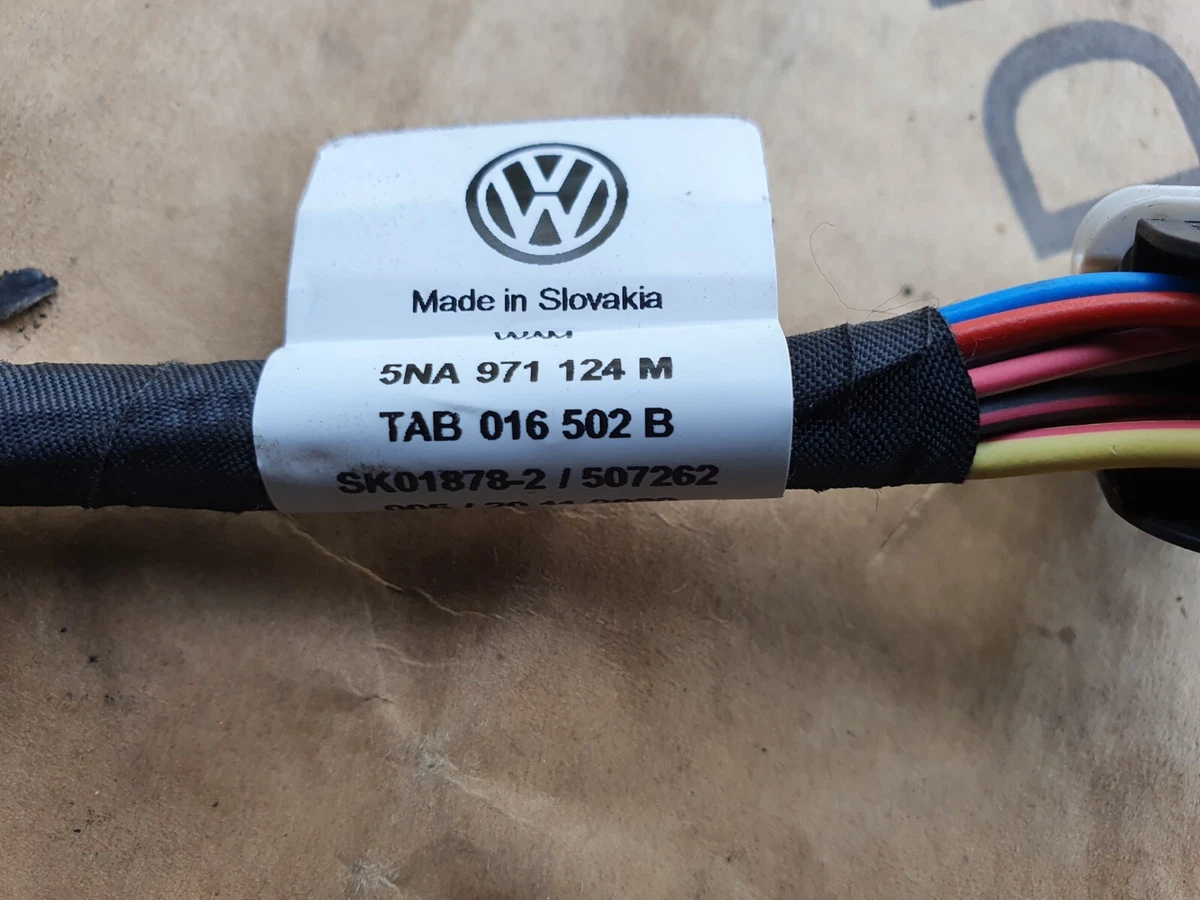 Made in Slovakia
5NA 971 124 M
TAB 016 502 B
SK01878-2 / 507262
D